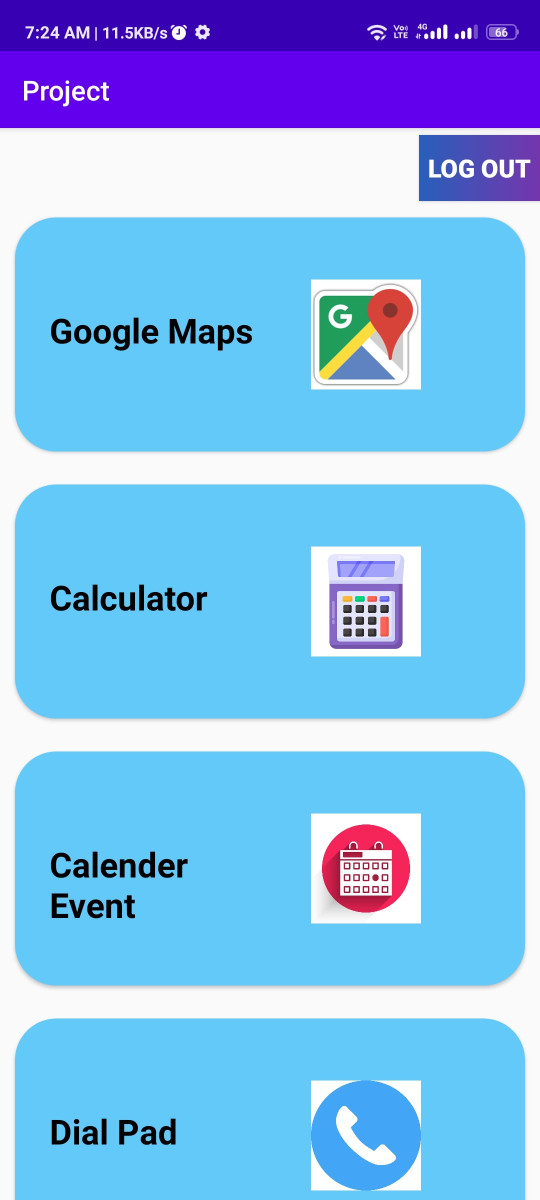 7:24 AM | 11.5KB/s
Vo) LTE 4G 66
Project
LOG OUT
Google Maps
G
Calculator
Calender
Event
Dial Pad